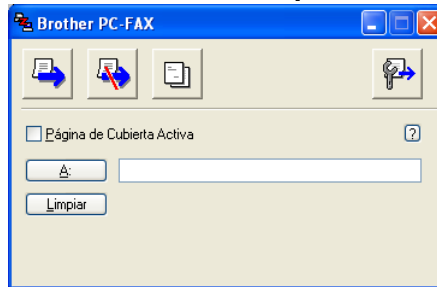 Brother PC-FAX
Página de Cubierta Activa
?
A:
Limpiar